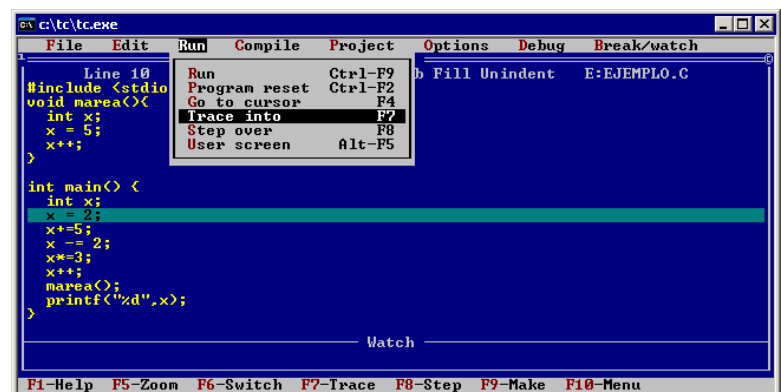 c:\tc\tc.exe
File Edit Run Compile Project Options Debug Break/watch
Line 10 b Fill Unindent E:EJEMPLO.C
Run Ctrl-F9
Program reset Ctrl-F2
Go to cursor F4
Trace into F7
Step over F8
User screen Alt-F5
#include <stdio
void marea(){
int x;
x = 5;
x++;
}
int main() {
int x;
x = 2;
x+=5;
x -= 2;
x*=3;
x++;
marea();
printf("%d",x);
}
Watch
F1-Help F5-Zoom F6-Switch F7-Trace F8-Step F9-Make F10-Menu